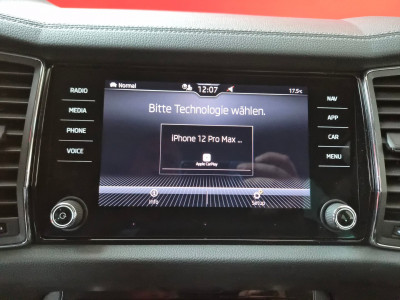 Normal
12:07
17.5°C
RADIO
MEDIA
PHONE
VOICE
Bitte Technologie wählen.
iPhone 12 Pro Max ...
Apple CarPlay
Info
Setup
NAV
APP
CAR
MENU